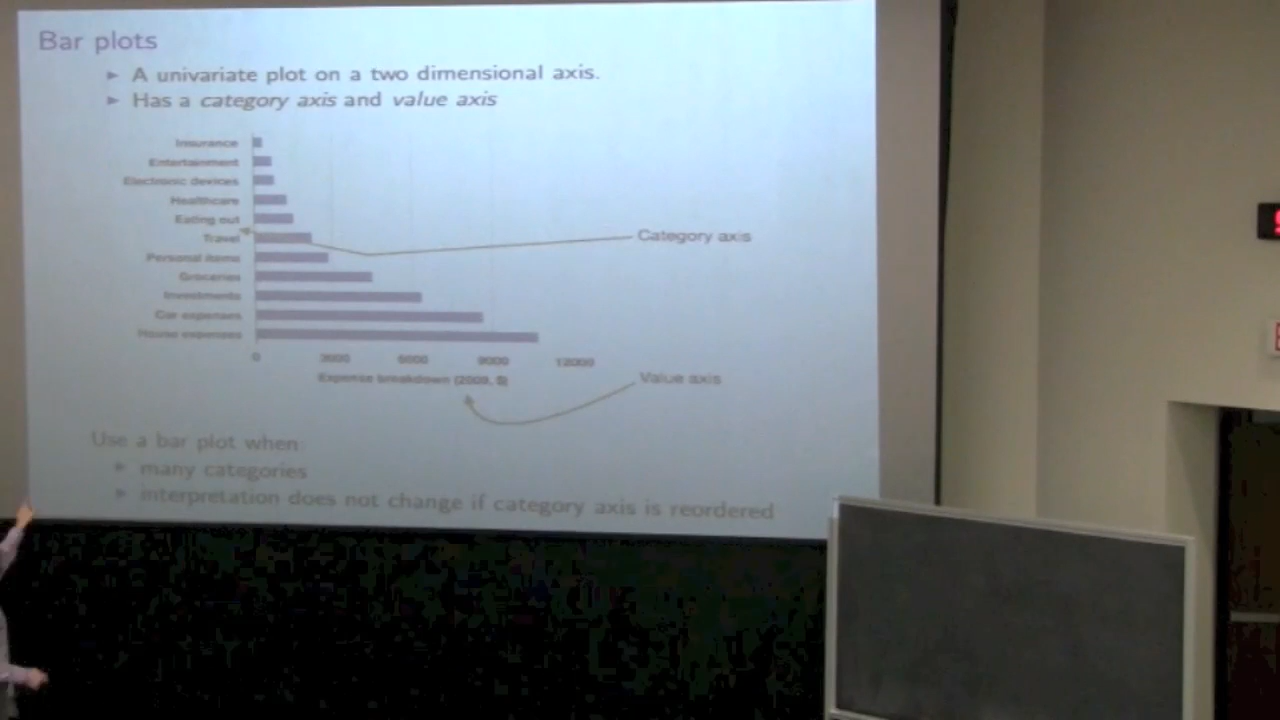 Bar plots
► A univariate plot on a two dimensional axis.
► Has a category axis and value axis
Insurance
Entertainment
Electronic devices
Healthcare
Eating out
Travel
Category axis
Personal items
Groceries
Investments
Car expenses
House expenses
0 3000 6000 9000 12000
Expense breakdown (2009, $)
Value axis
Use a bar plot when:
• many categories
• interpretation does not change if category axis is reordered